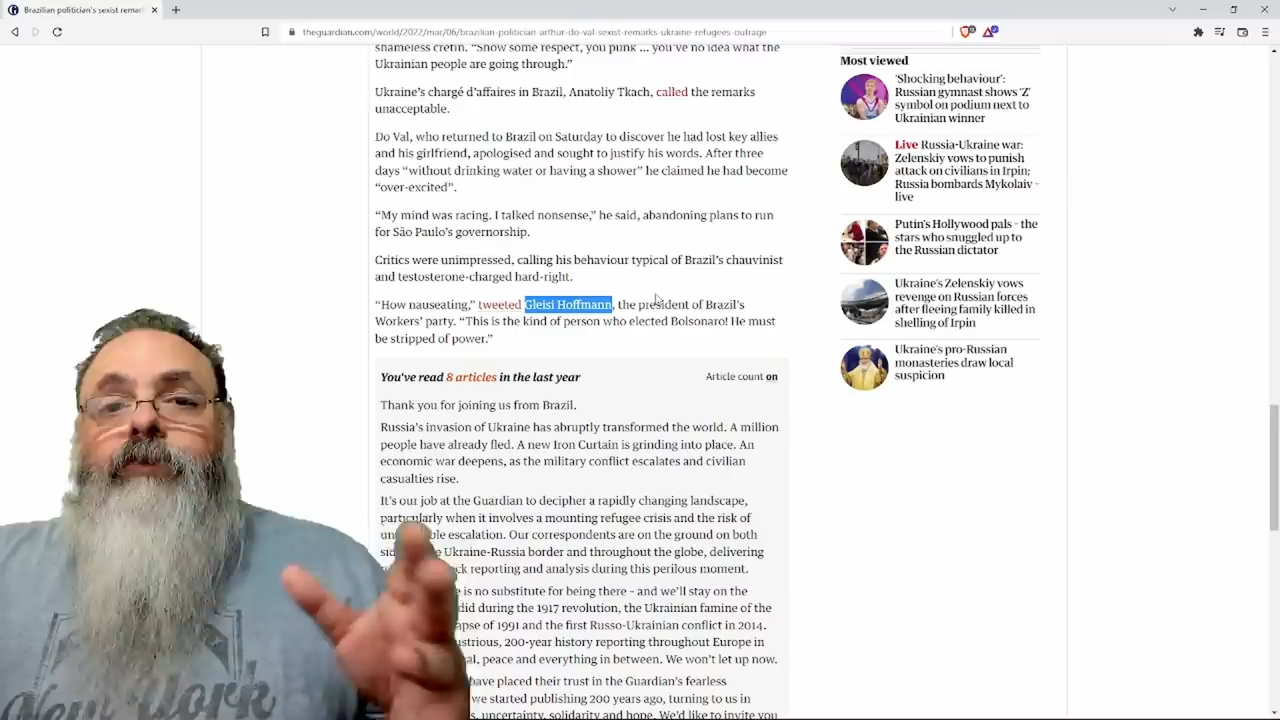 Brazilian politician's sexist remar
theguardian.com/world/2022/mar/06/brazilian-politician-arthur-do-val-sexist-remarks-ukraine-refugees-outrage
shameless cretin. “Show some respect, you punk ... you’ve no idea what the
Ukrainian people are going through.”
Ukraine’s chargé d’affaires in Brazil, Anatoliy Tkach, called the remarks
unacceptable.
Do Val, who returned to Brazil on Saturday to discover he had lost key allies
and his girlfriend, apologised and sought to justify his words. After three
days “without drinking water or having a shower” he claimed he had become
“over-excited”.
“My mind was racing. I talked nonsense,” he said, abandoning plans to run
for São Paulo’s governorship.
Critics were unimpressed, calling his behaviour typical of Brazil’s chauvinist
and testosterone-charged hard-right.
“How nauseating,” tweeted Gleisi Hoffmann, the president of Brazil’s
Workers’ party. “This is the kind of person who elected Bolsonaro! He must
be stripped of power.”
You’ve read 8 articles in the last year
Article count on
Thank you for joining us from Brazil.
Russia’s invasion of Ukraine has abruptly transformed the world. A million
people have already fled. A new Iron Curtain is grinding into place. An
economic war deepens, as the military conflict escalates and civilian
casualties rise.
It’s our job at the Guardian to decipher a rapidly changing landscape,
particularly when it involves a mounting refugee crisis and the risk of
escalation. Our correspondents are on the ground on both
Ukraine-Russia border and throughout the globe, delivering
reporting and analysis during this perilous moment.
is no substitute for being there - and we’ll stay on the
did during the 1917 revolution, the Ukrainian famine of the
of 1991 and the first Russo-Ukrainian conflict in 2014.
200-year history reporting throughout Europe in
peace and everything in between. We won’t let up now.
have placed their trust in the Guardian’s fearless
we started publishing 200 years ago, turning to us in
uncertainty, solidarity and hope. We’d like to invite you
Most viewed
‘Shocking behaviour’:
Russian gymnast shows ‘Z’
symbol on podium next to
Ukrainian winner
Live Russia-Ukraine war:
Zelenskiy vows to punish
attack on civilians in Irpin;
Russia bombards Mykolaiv -
live
Putin’s Hollywood pals - the
stars who snuggled up to
the Russian dictator
Ukraine’s Zelenskiy vows
revenge on Russian forces
after fleeing family killed in
shelling of Irpin
Ukraine’s pro-Russian
monasteries draw local
suspicion